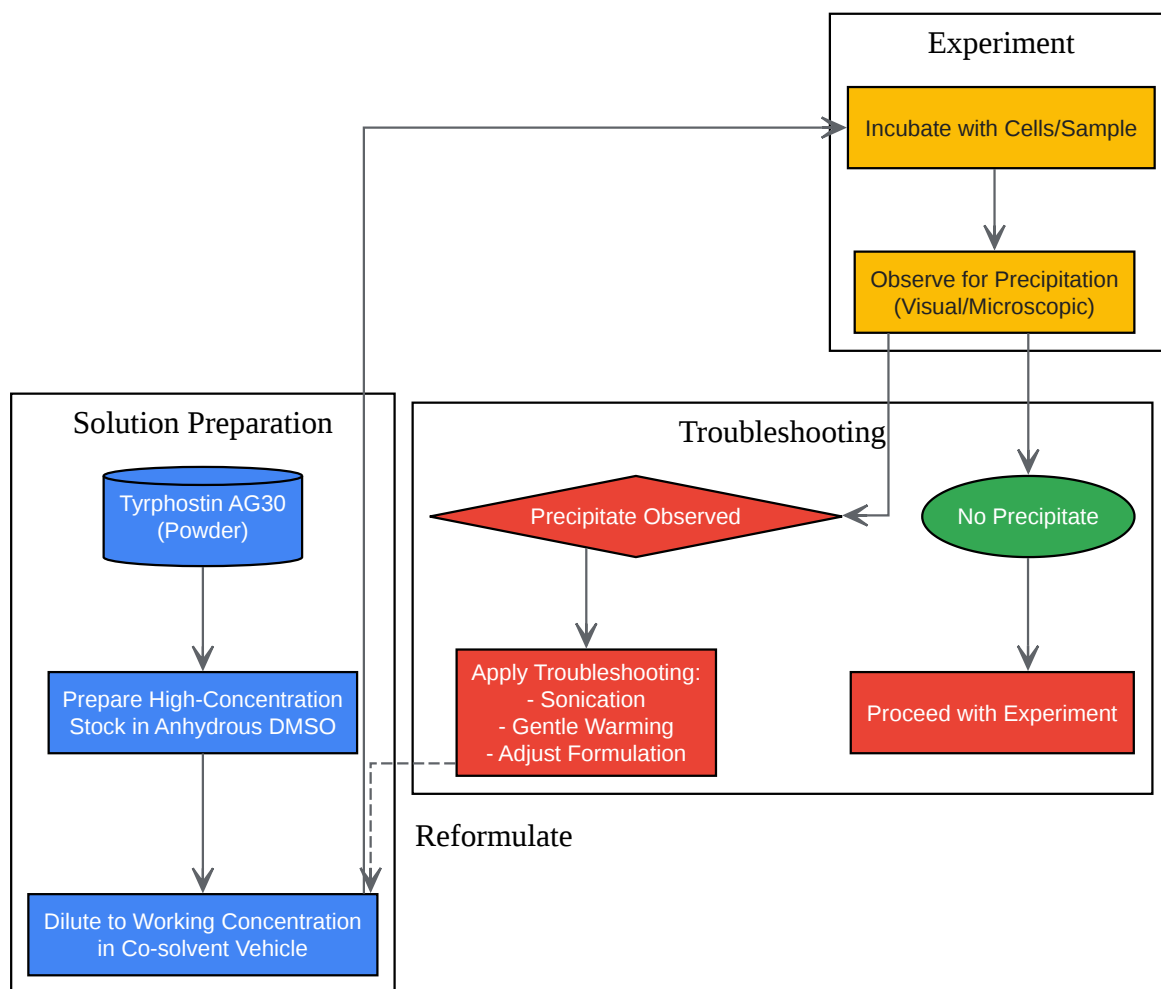 Experiment
Incubate with Cells/Sample
Observe for Precipitation
(Visual/Microscopic)
Solution Preparation
Tyrphostin AG30
(Powder)
Prepare High-Concentration
Stock in Anhydrous DMSO
Dilute to Working Concentration
in Co-solvent Vehicle
Troubleshooting
Precipitate Observed
No Precipitate
Apply Troubleshooting:
- Sonication
- Gentle Warming
- Adjust Formulation
Proceed with Experiment
Reformulate